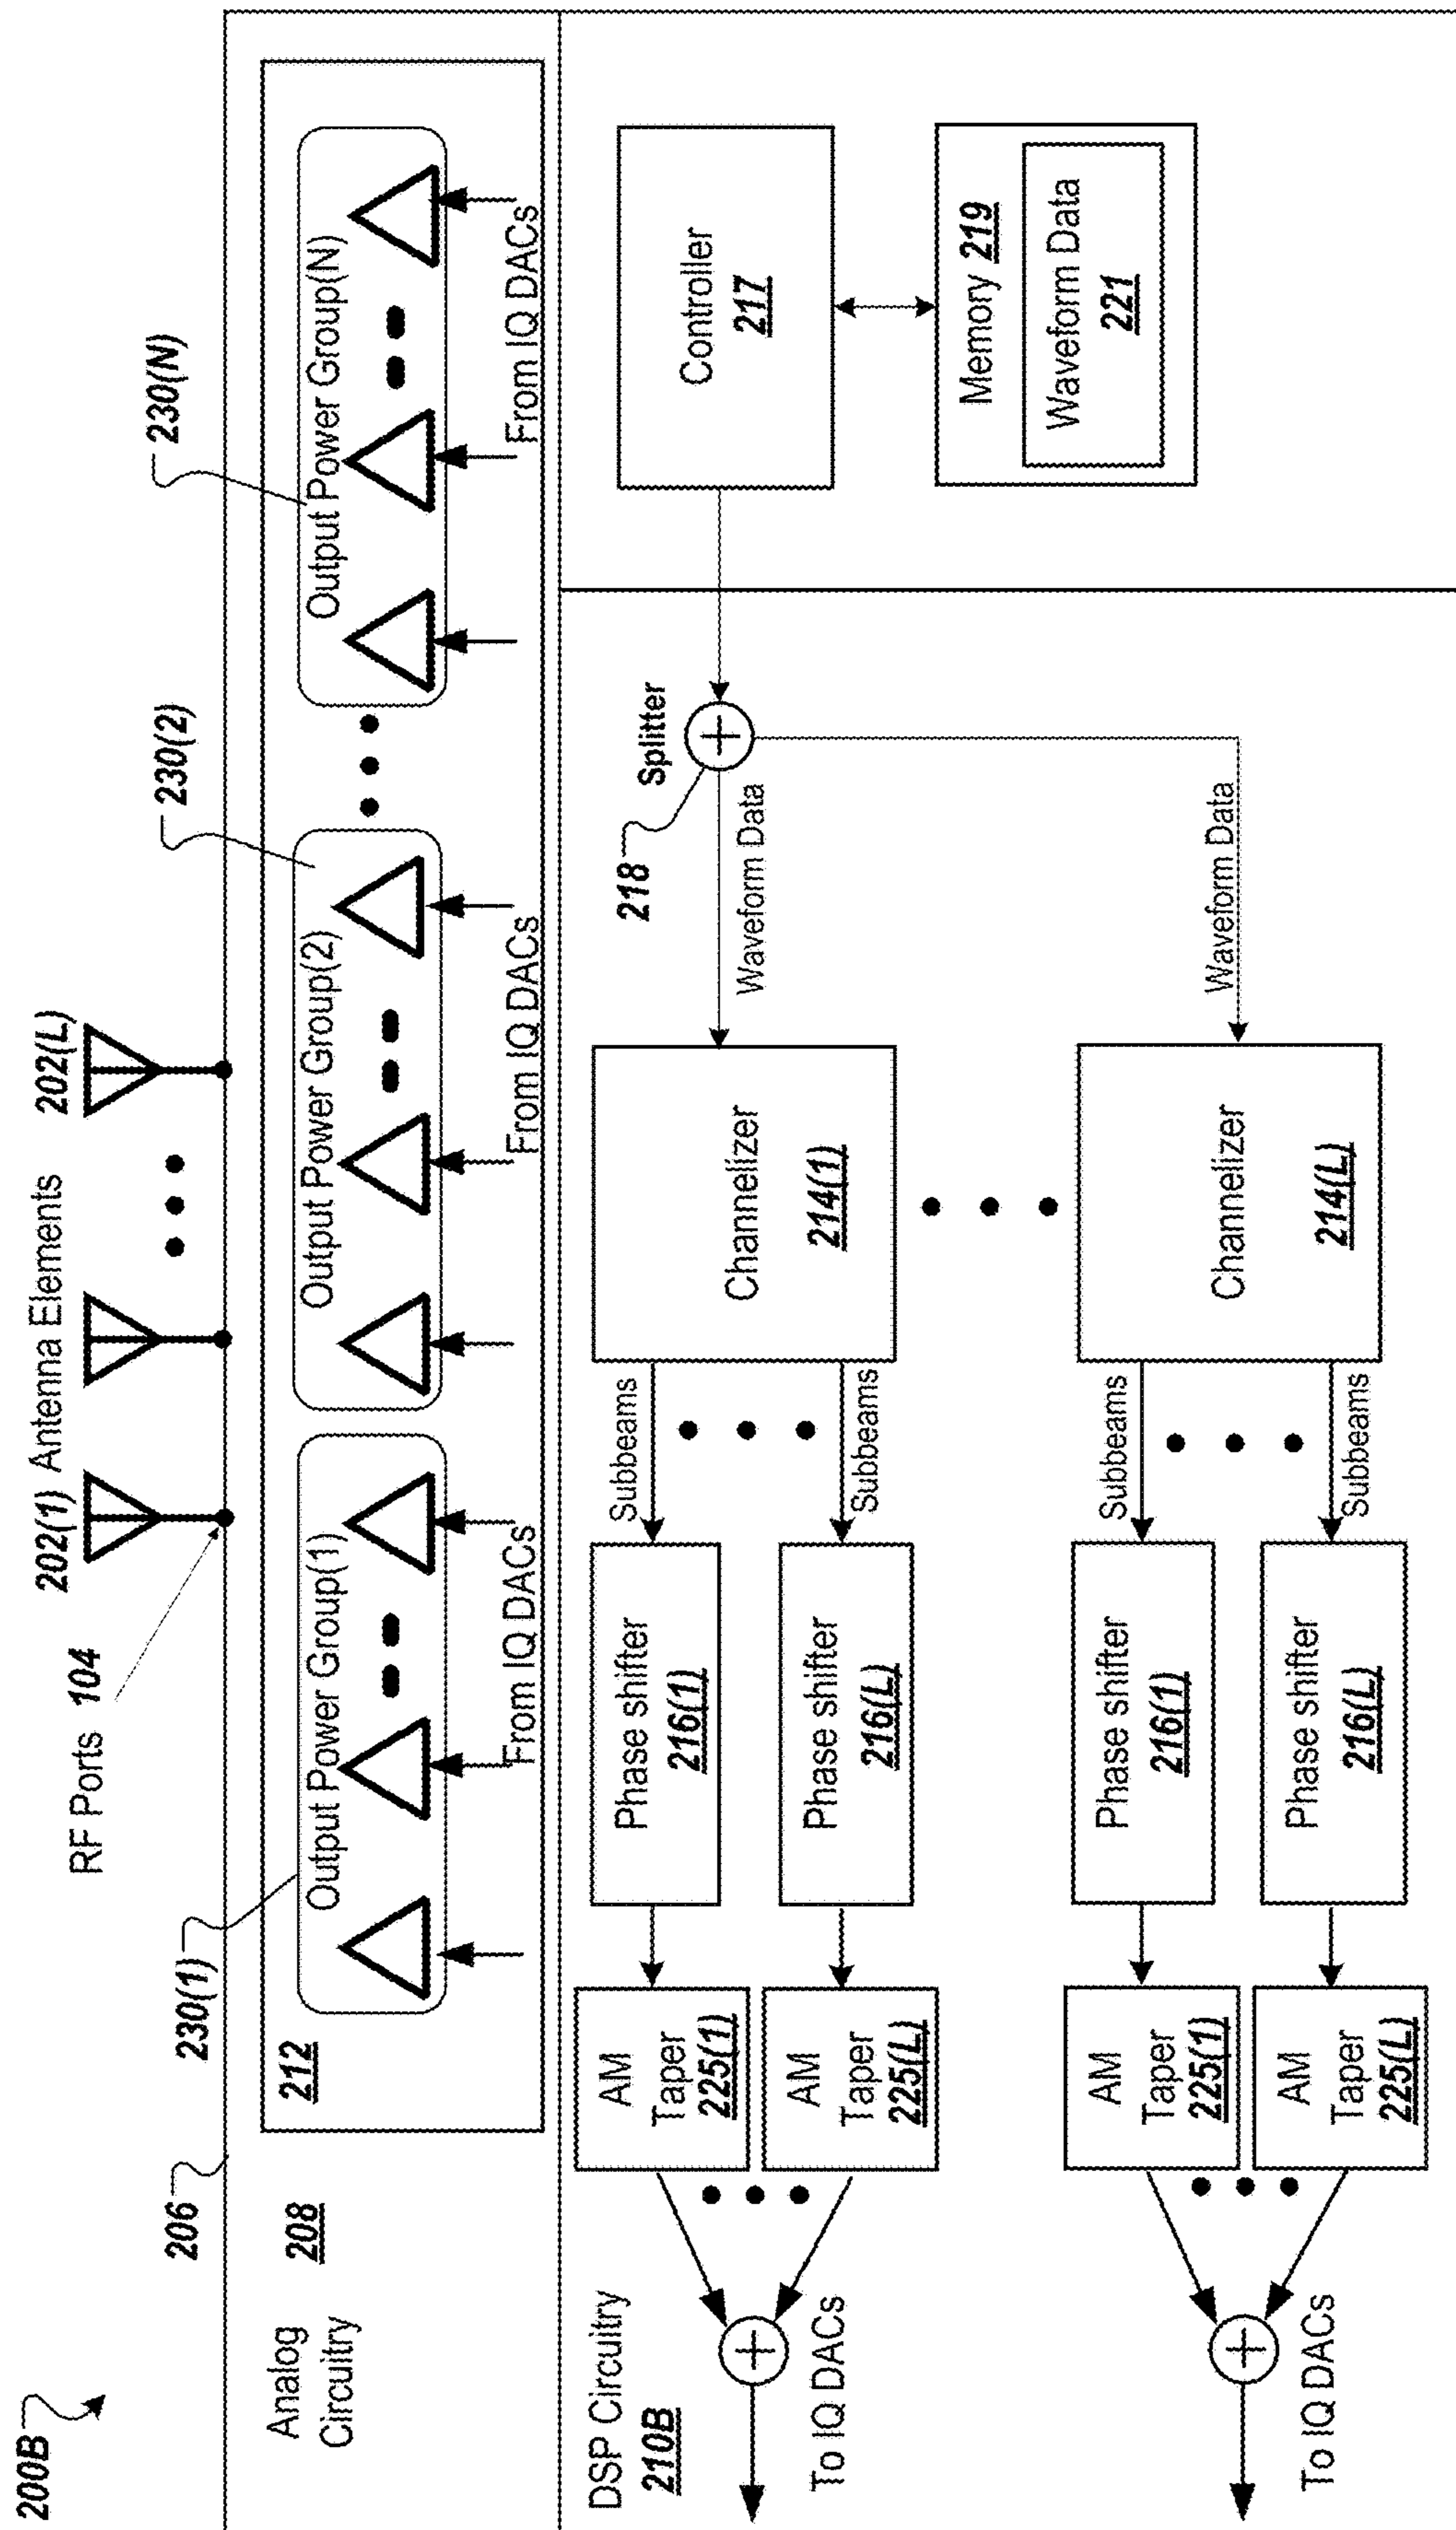 200B
206
230(1)
RF Ports 104
202(1) Antenna Elements 202(L)
230(2)
230(N)
Analog
Circuitry
208
212
Output Power Group(1)
From IQ DACs
Output Power Group(2)
From IQ DACs
Output Power Group(N)
From IQ DACs
DSP Circuitry
210B
To IQ DACs
AM
Taper
225(1)
AM
Taper
225(L)
Phase shifter
216(1)
Phase shifter
216(L)
Subbeams
Subbeams
Channelizer
214(1)
Waveform Data
218
Splitter
Controller
217
Memory 219
Waveform Data
221
To IQ DACs
AM
Taper
225(1)
AM
Taper
225(L)
Phase shifter
216(1)
Phase shifter
216(L)
Subbeams
Subbeams
Channelizer
214(L)
Waveform Data